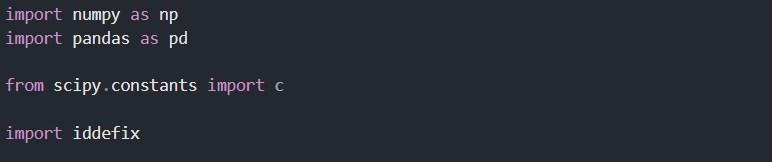 import numpy as np
import pandas as pd
from scipy.constants import c
import iddefix